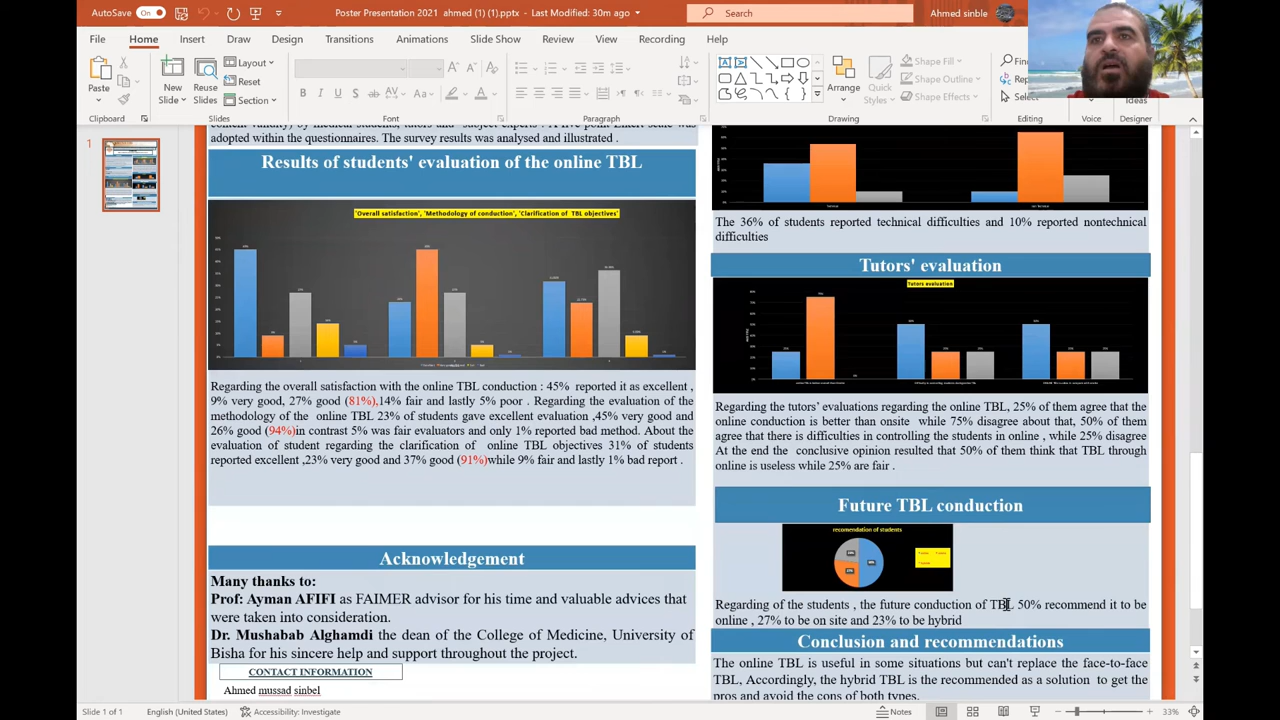 AutoSave
On
Poster Presentation 2021 ahmed (1) (1).pptx - Last Modified: 30m ago
Search
Ahmed sinble
File
Home
Insert
Draw
Design
Transitions
Animations
Slide Show
Review
View
Recording
Help
Paste
New
Slide
Reuse
Slides
Layout
Reset
Section
Arrange
Quick
Styles
Shape Fill
Shape Outline
Shape Effects
Select
Ideas
Clipboard
Slides
Font
Paragraph
Drawing
Editing
Voice
Designer
1
adopted within the questionnaires. The survey results was analysed and illustrated .
Results of students' evaluation of the online TBL
'Overall satisfaction', 'Methodology of conduction', 'Clarification of TBL objectives'
Regarding the overall satisfaction with the online TBL conduction : 45% reported it as excellent ,
9% very good, 27% good (81%),14% fair and lastly 5% poor . Regarding the evaluation of the
methodology of the online TBL 23% of students gave excellent evaluation ,45% very good and
26% good (94%)in contrast 5% was fair evaluators and only 1% reported bad method. About the
evaluation of student regarding the clarification of online TBL objectives 31% of students
reported excellent ,23% very good and 37% good (91%)while 9% fair and lastly 1% bad report .
Acknowledgement
Many thanks to:
Prof: Ayman AFIFI as FAIMER advisor for his time and valuable advices that
were taken into consideration.
Dr. Mushabab Alghamdi the dean of the College of Medicine, University of
Bisha for his sincere help and support throughout the project.
CONTACT INFORMATION
Ahmed mussad sinbel
The 36% of students reported technical difficulties and 10% reported nontechnical
difficulties
Tutors' evaluation
Tutors evaluation
Regarding the tutors' evaluations regarding the online TBL, 25% of them agree that the
online conduction is better than onsite while 75% disagree about that, 50% of them
agree that there is difficulties in controlling the students in online , while 25% disagree
At the end the conclusive opinion resulted that 50% of them think that TBL through
online is useless while 25% are fair .
Future TBL conduction
recomendation of students
Regarding of the students , the future conduction of TBL 50% recommend it to be
online , 27% to be on site and 23% to be hybrid
Conclusion and recommendations
The online TBL is useful in some situations but can't replace the face-to-face
TBL, Accordingly, the hybrid TBL is the recommended as a solution to get the
pros and avoid the cons of both types.
Slide 1 of 1
English (United States)
Accessibility: Investigate
Notes
33%